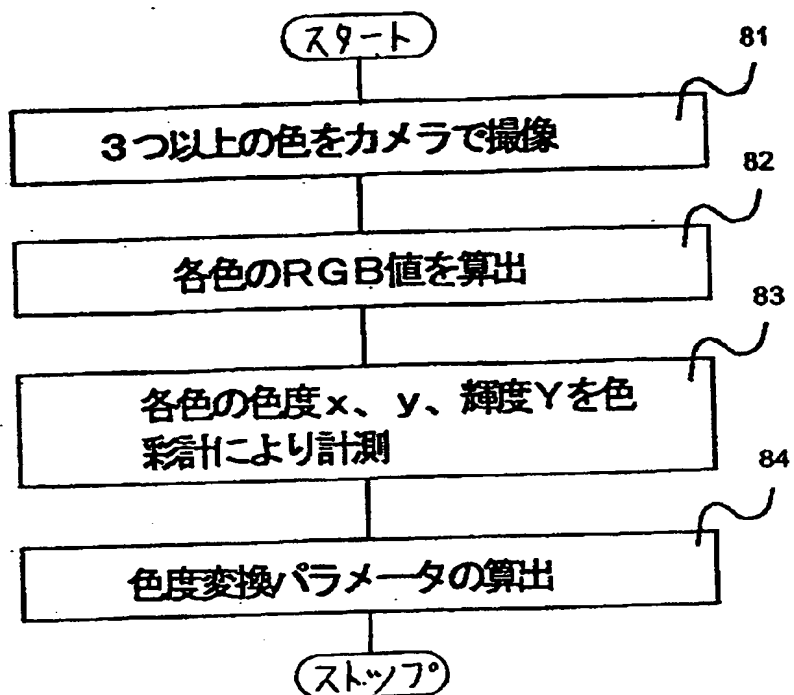 スタート
81
3つ以上の色をカメラで撮像
82
各色のRGB値を算出
83
各色の色度x、y、輝度Yを色
彩計により計測
84
色度変換パラメータの算出
ストップ